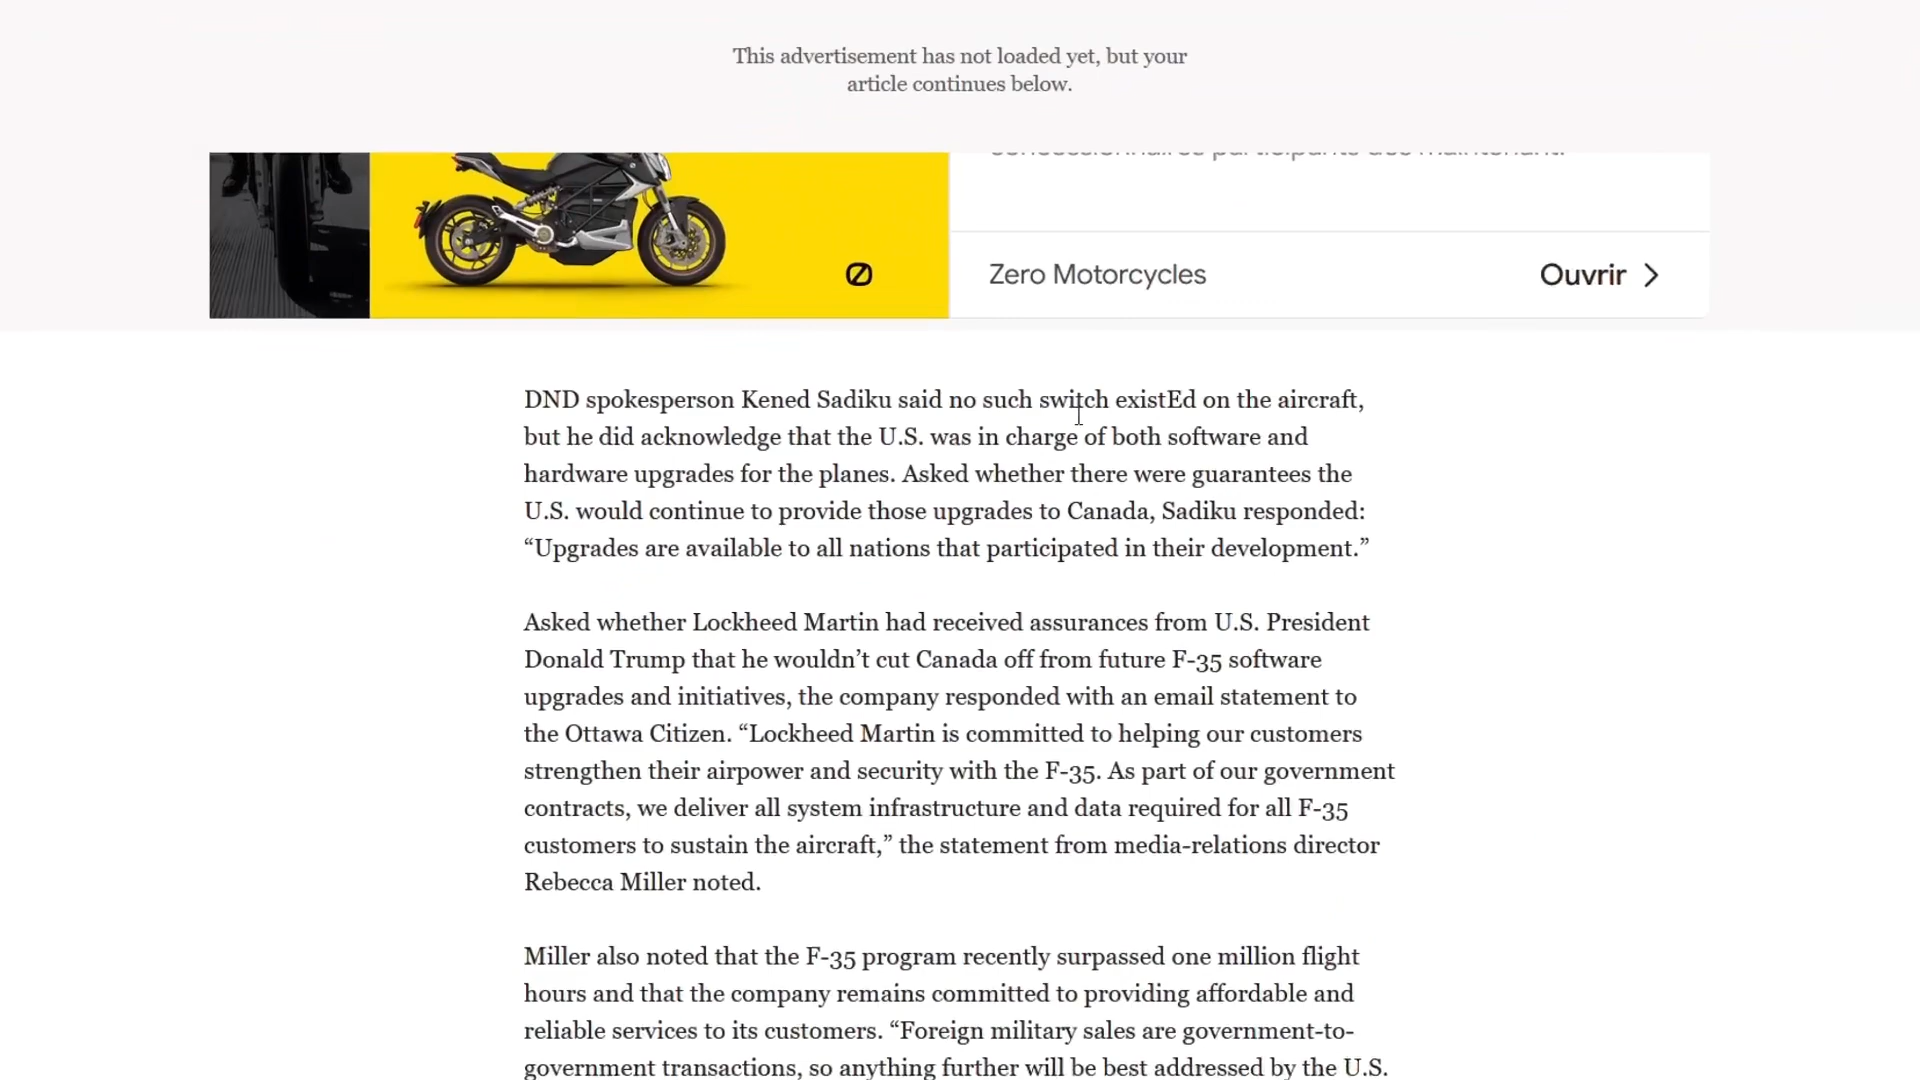 This advertisement has not loaded yet, but your
article continues below.
concessionnaires participants dès maintenant.
Zero Motorcycles
Ouvrir
DND spokesperson Kened Sadiku said no such switch existEd on the aircraft,
but he did acknowledge that the U.S. was in charge of both software and
hardware upgrades for the planes. Asked whether there were guarantees the
U.S. would continue to provide those upgrades to Canada, Sadiku responded:
“Upgrades are available to all nations that participated in their development.”
Asked whether Lockheed Martin had received assurances from U.S. President
Donald Trump that he wouldn’t cut Canada off from future F-35 software
upgrades and initiatives, the company responded with an email statement to
the Ottawa Citizen. “Lockheed Martin is committed to helping our customers
strengthen their airpower and security with the F-35. As part of our government
contracts, we deliver all system infrastructure and data required for all F-35
customers to sustain the aircraft,” the statement from media-relations director
Rebecca Miller noted.
Miller also noted that the F-35 program recently surpassed one million flight
hours and that the company remains committed to providing affordable and
reliable services to its customers. “Foreign military sales are government-to-
government transactions, so anything further will be best addressed by the U.S.